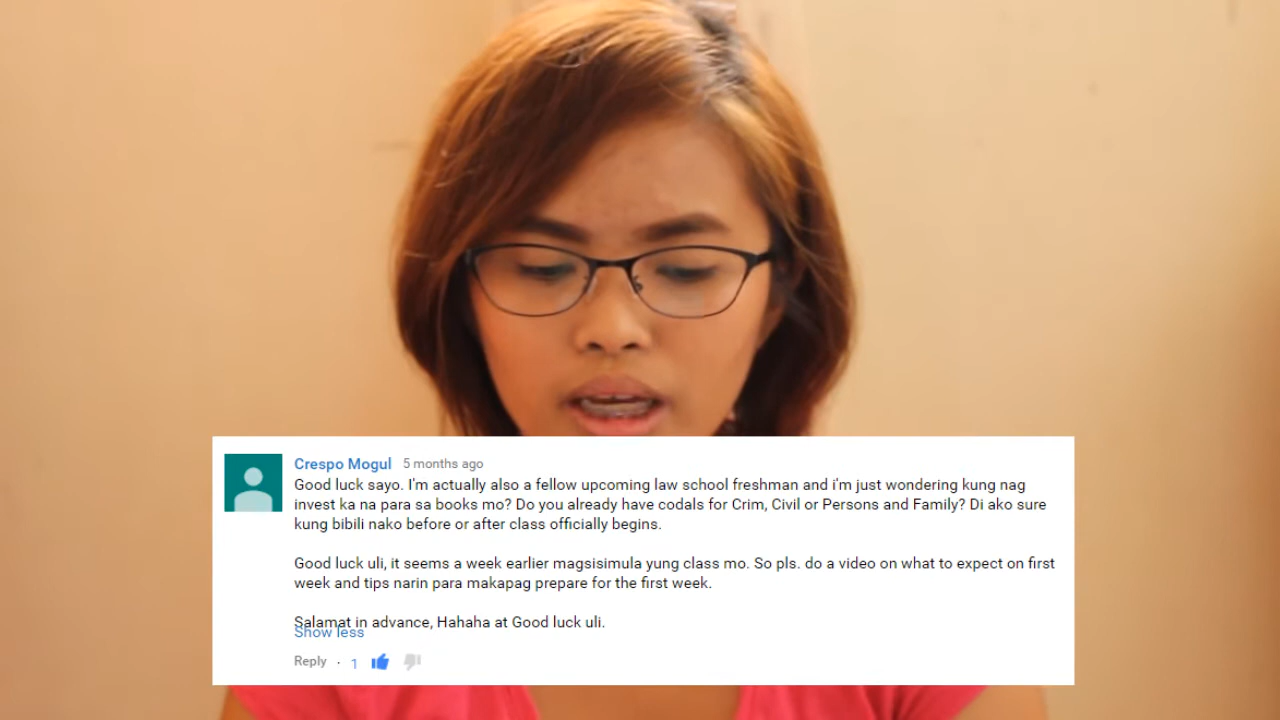 Crespo Mogul 5 months ago
Good luck sayo. I'm actually also a fellow upcoming law school freshman and i'm just wondering kung nag
invest ka na para sa books mo? Do you already have codals for Crim, Civil or Persons and Family? Di ako sure
kung bibili nako before or after class officially begins.
Good luck uli, it seems a week earlier magsisimula yung class mo. So pls. do a video on what to expect on first
week and tips narin para makapag prepare for the first week.
Salamat in advance, Hahaha at Good luck uli.
Show less
Reply · 1